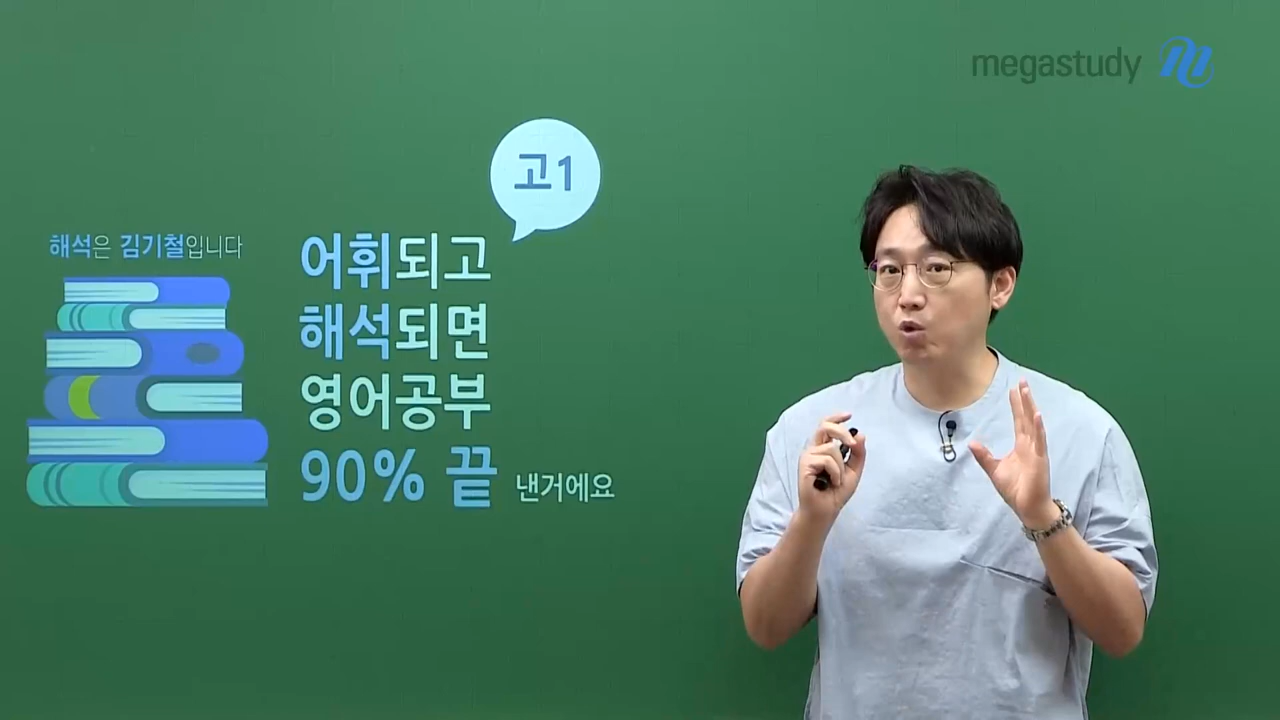 megastudy
고1
해석은 김기철입니다
어휘되고
해석되면
영어공부
90% 끝 낸거에요